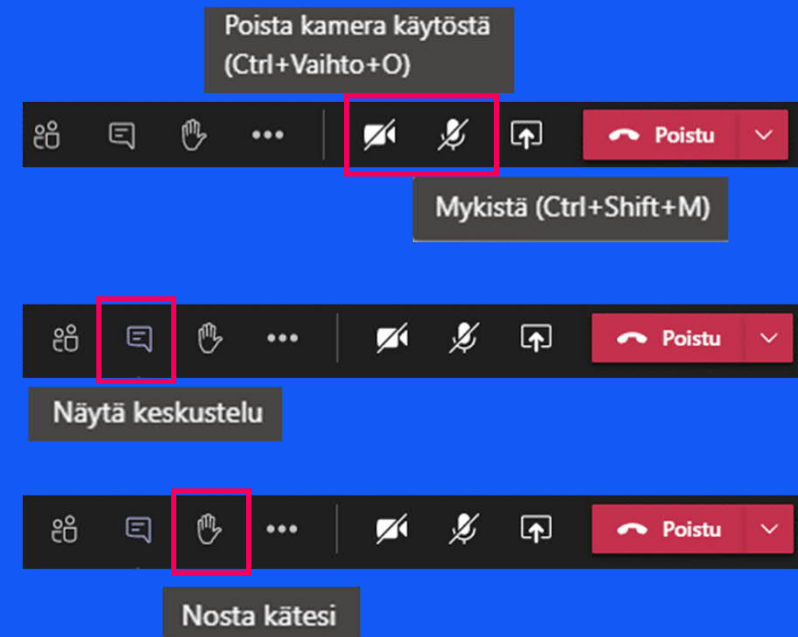 Poista kamera käytöstä
(Ctrl+Vaihto+O)
Poistu
Mykistä (Ctrl+Shift+M)
Poistu
Näytä keskustelu
Poistu
Nosta kätesi